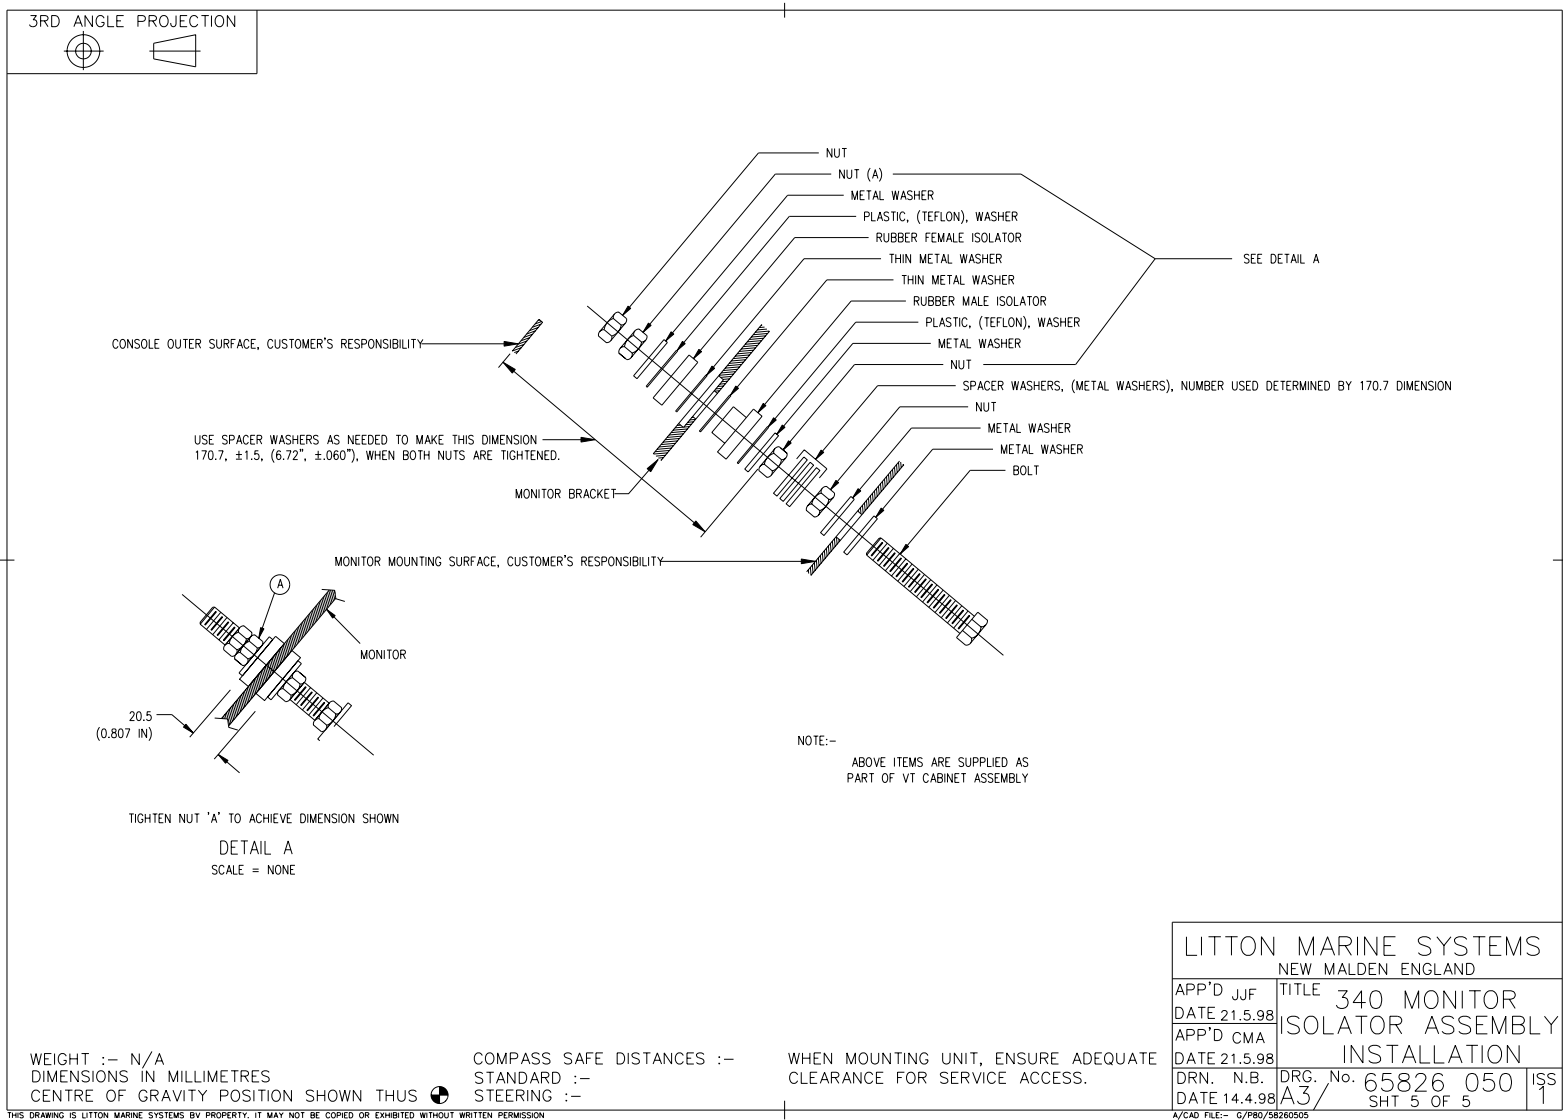 3RD ANGLE PROJECTION
NUT
NUT (A)
METAL WASHER
PLASTIC, (TEFLON), WASHER
RUBBER FEMALE ISOLATOR
THIN METAL WASHER
SEE DETAIL A
THIN METAL WASHER
RUBBER MALE ISOLATOR
PLASTIC, (TEFLON), WASHER
CONSOLE OUTER SURFACE, CUSTOMER'S RESPONSIBILITY
METAL WASHER
NUT
SPACER WASHERS, (METAL WASHERS), NUMBER USED DETERMINED BY 170.7 DIMENSION
NUT
METAL WASHER
USE SPACER WASHERS AS NEEDED TO MAKE THIS DIMENSION
170.7, ±1.5, (6.72", ±.060"), WHEN BOTH NUTS ARE TIGHTENED.
METAL WASHER
BOLT
MONITOR BRACKET
MONITOR MOUNTING SURFACE, CUSTOMER'S RESPONSIBILITY
A
MONITOR
20.5
(0.807 IN)
NOTE:-
ABOVE ITEMS ARE SUPPLIED AS
PART OF VT CABINET ASSEMBLY
TIGHTEN NUT 'A' TO ACHIEVE DIMENSION SHOWN
DETAIL A
SCALE = NONE
LITTON MARINE SYSTEMS
NEW MALDEN ENGLAND
APP'D JJF
DATE 21.5.98
APP'D CMA
DATE 21.5.98
TITLE 340 MONITOR
ISOLATOR ASSEMBLY
INSTALLATION
DRN. N.B.
DATE 14.4.98
DRG. No. 65826 050
A3/
SHT 5 OF 5
ISS
1
WEIGHT :- N/A
DIMENSIONS IN MILLIMETRES
CENTRE OF GRAVITY POSITION SHOWN THUS
COMPASS SAFE DISTANCES :-
STANDARD :-
STEERING :-
WHEN MOUNTING UNIT, ENSURE ADEQUATE
CLEARANCE FOR SERVICE ACCESS.
THIS DRAWING IS LITTON MARINE SYSTEMS BV PROPERTY. IT MAY NOT BE COPIED OR EXHIBITED WITHOUT WRITTEN PERMISSION
A/CAD FILE:- G/P80/58260505